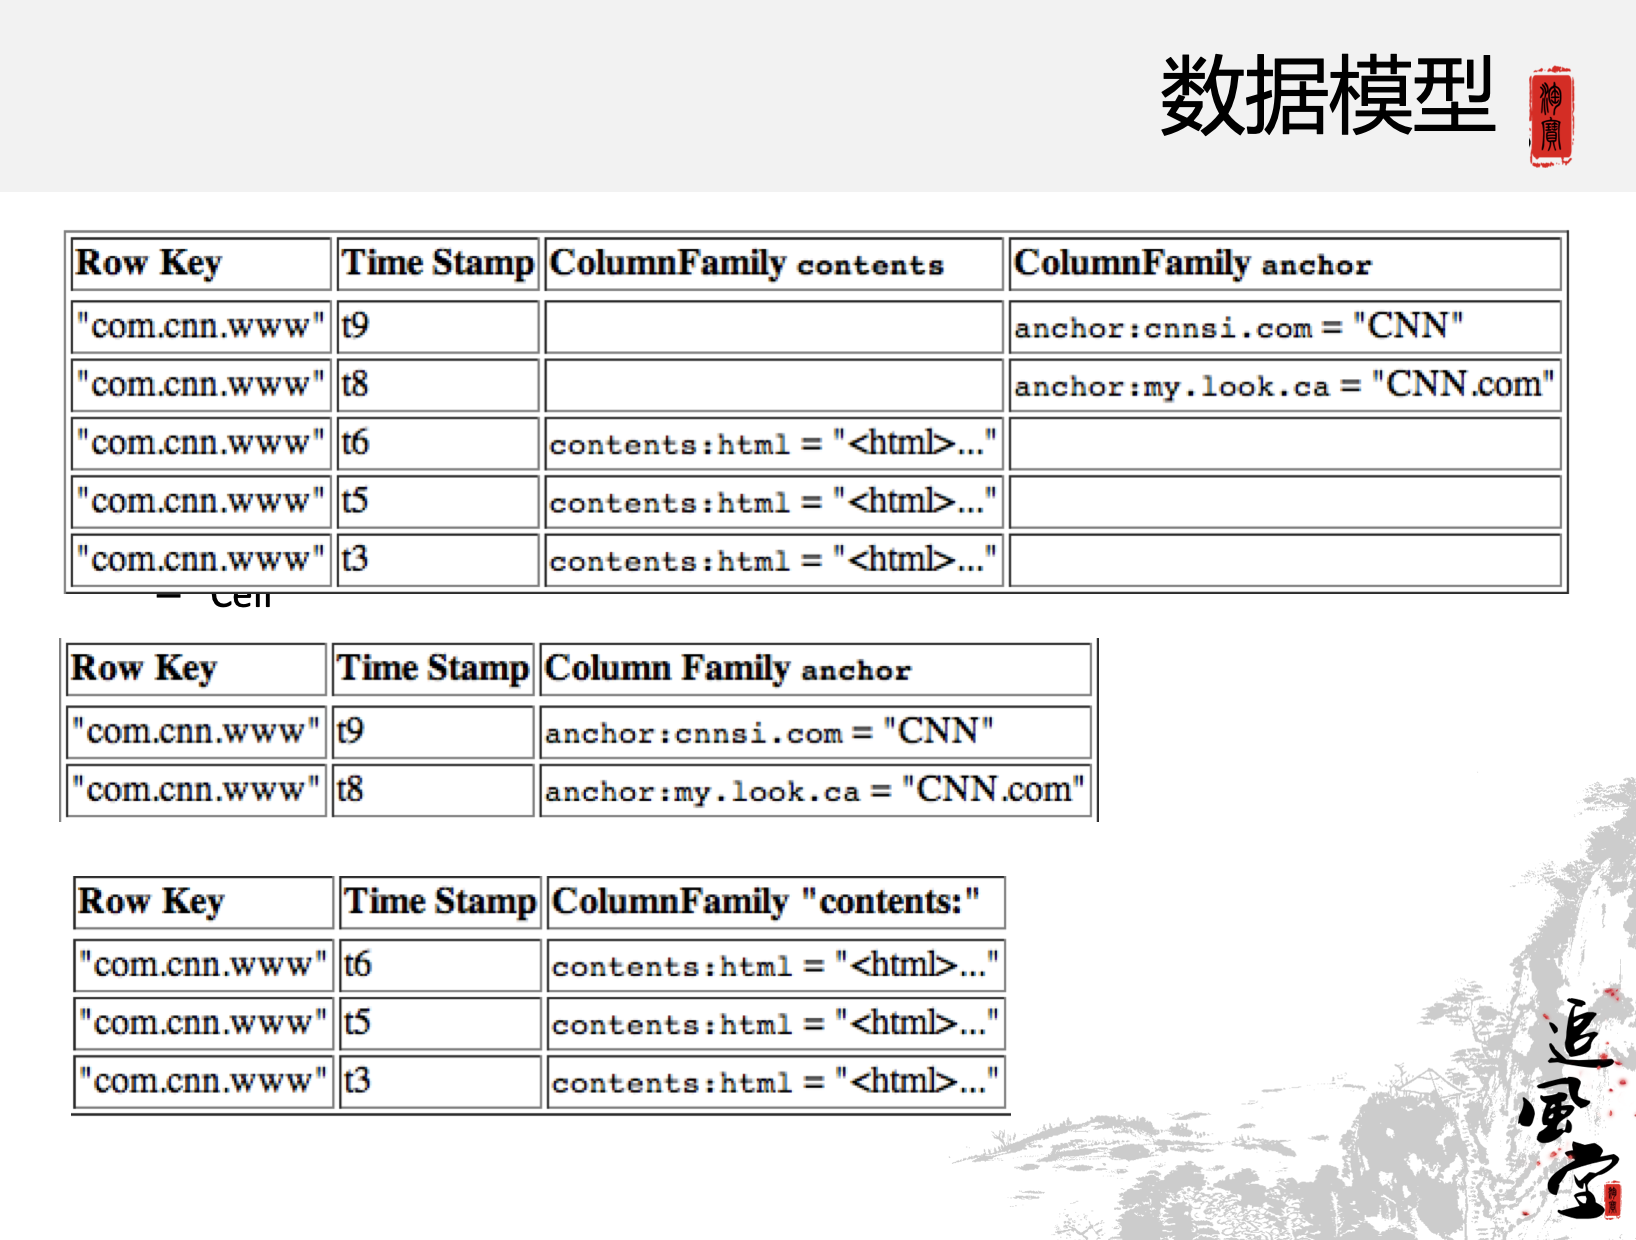 数据模型
淘寶
Row Key Time Stamp ColumnFamily contents ColumnFamily anchor
"com.cnn.www" t9 anchor:cnnsi.com = "CNN"
"com.cnn.www" t8 anchor:my.look.ca = "CNN.com"
"com.cnn.www" t6 contents:html = "<html>..."
"com.cnn.www" t5 contents:html = "<html>..."
"com.cnn.www" t3 contents:html = "<html>..."
– Cell
Row Key Time Stamp Column Family anchor
"com.cnn.www" t9 anchor:cnnsi.com = "CNN"
"com.cnn.www" t8 anchor:my.look.ca = "CNN.com"
Row Key Time Stamp ColumnFamily "contents:"
"com.cnn.www" t6 contents:html = "<html>..."
"com.cnn.www" t5 contents:html = "<html>..."
"com.cnn.www" t3 contents:html = "<html>..."
追風堂
淘寶